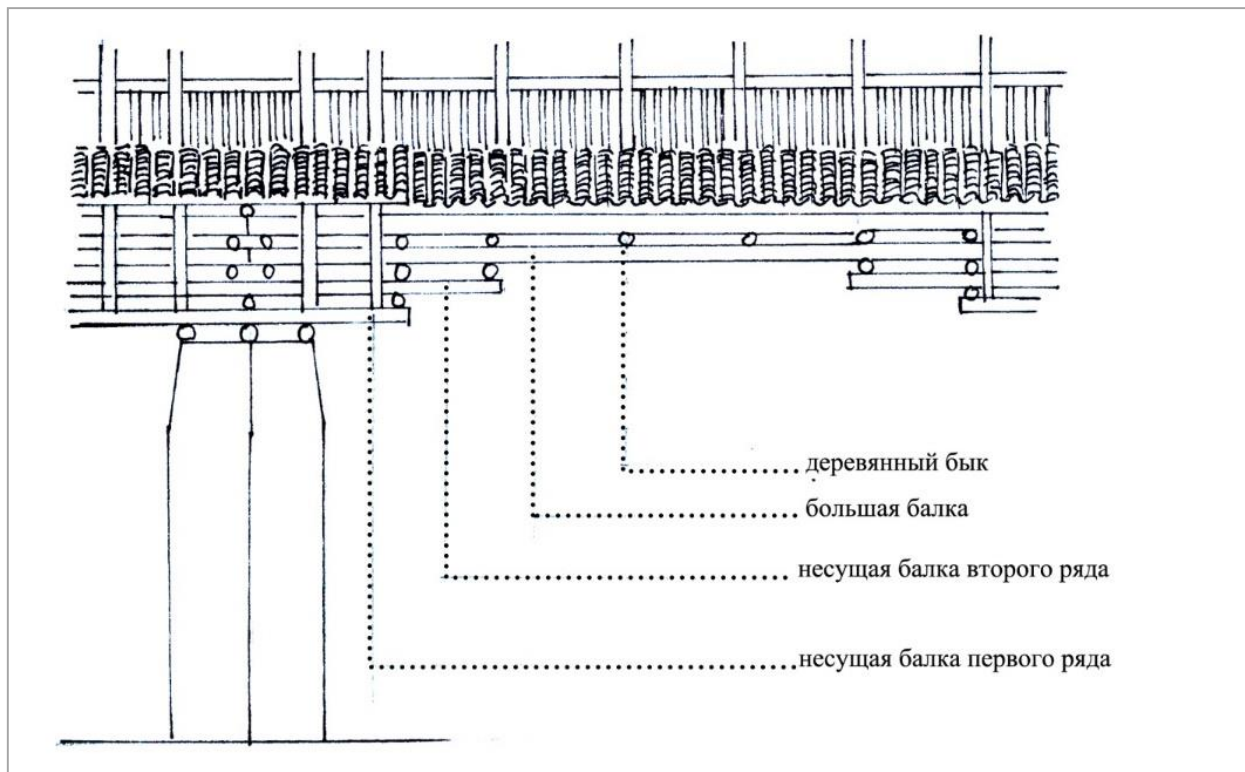 деревянный бык
большая балка
несущая балка второго ряда
несущая балка первого ряда